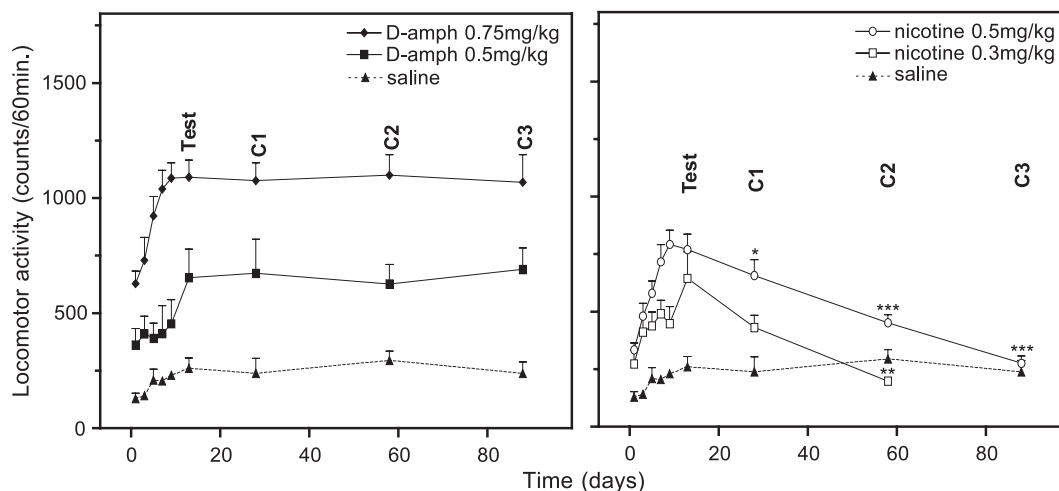 Locomotor activity (counts/60min.)
1500
1000
500
0
D-amph 0.75mg/kg
D-amph 0.5mg/kg
saline
Test
C1
C2
C3
0
20
40
60
80
nicotine 0.5mg/kg
nicotine 0.3mg/kg
saline
Test
C1
C2
C3
*
***
**
***
0
20
40
60
80
Time (days)